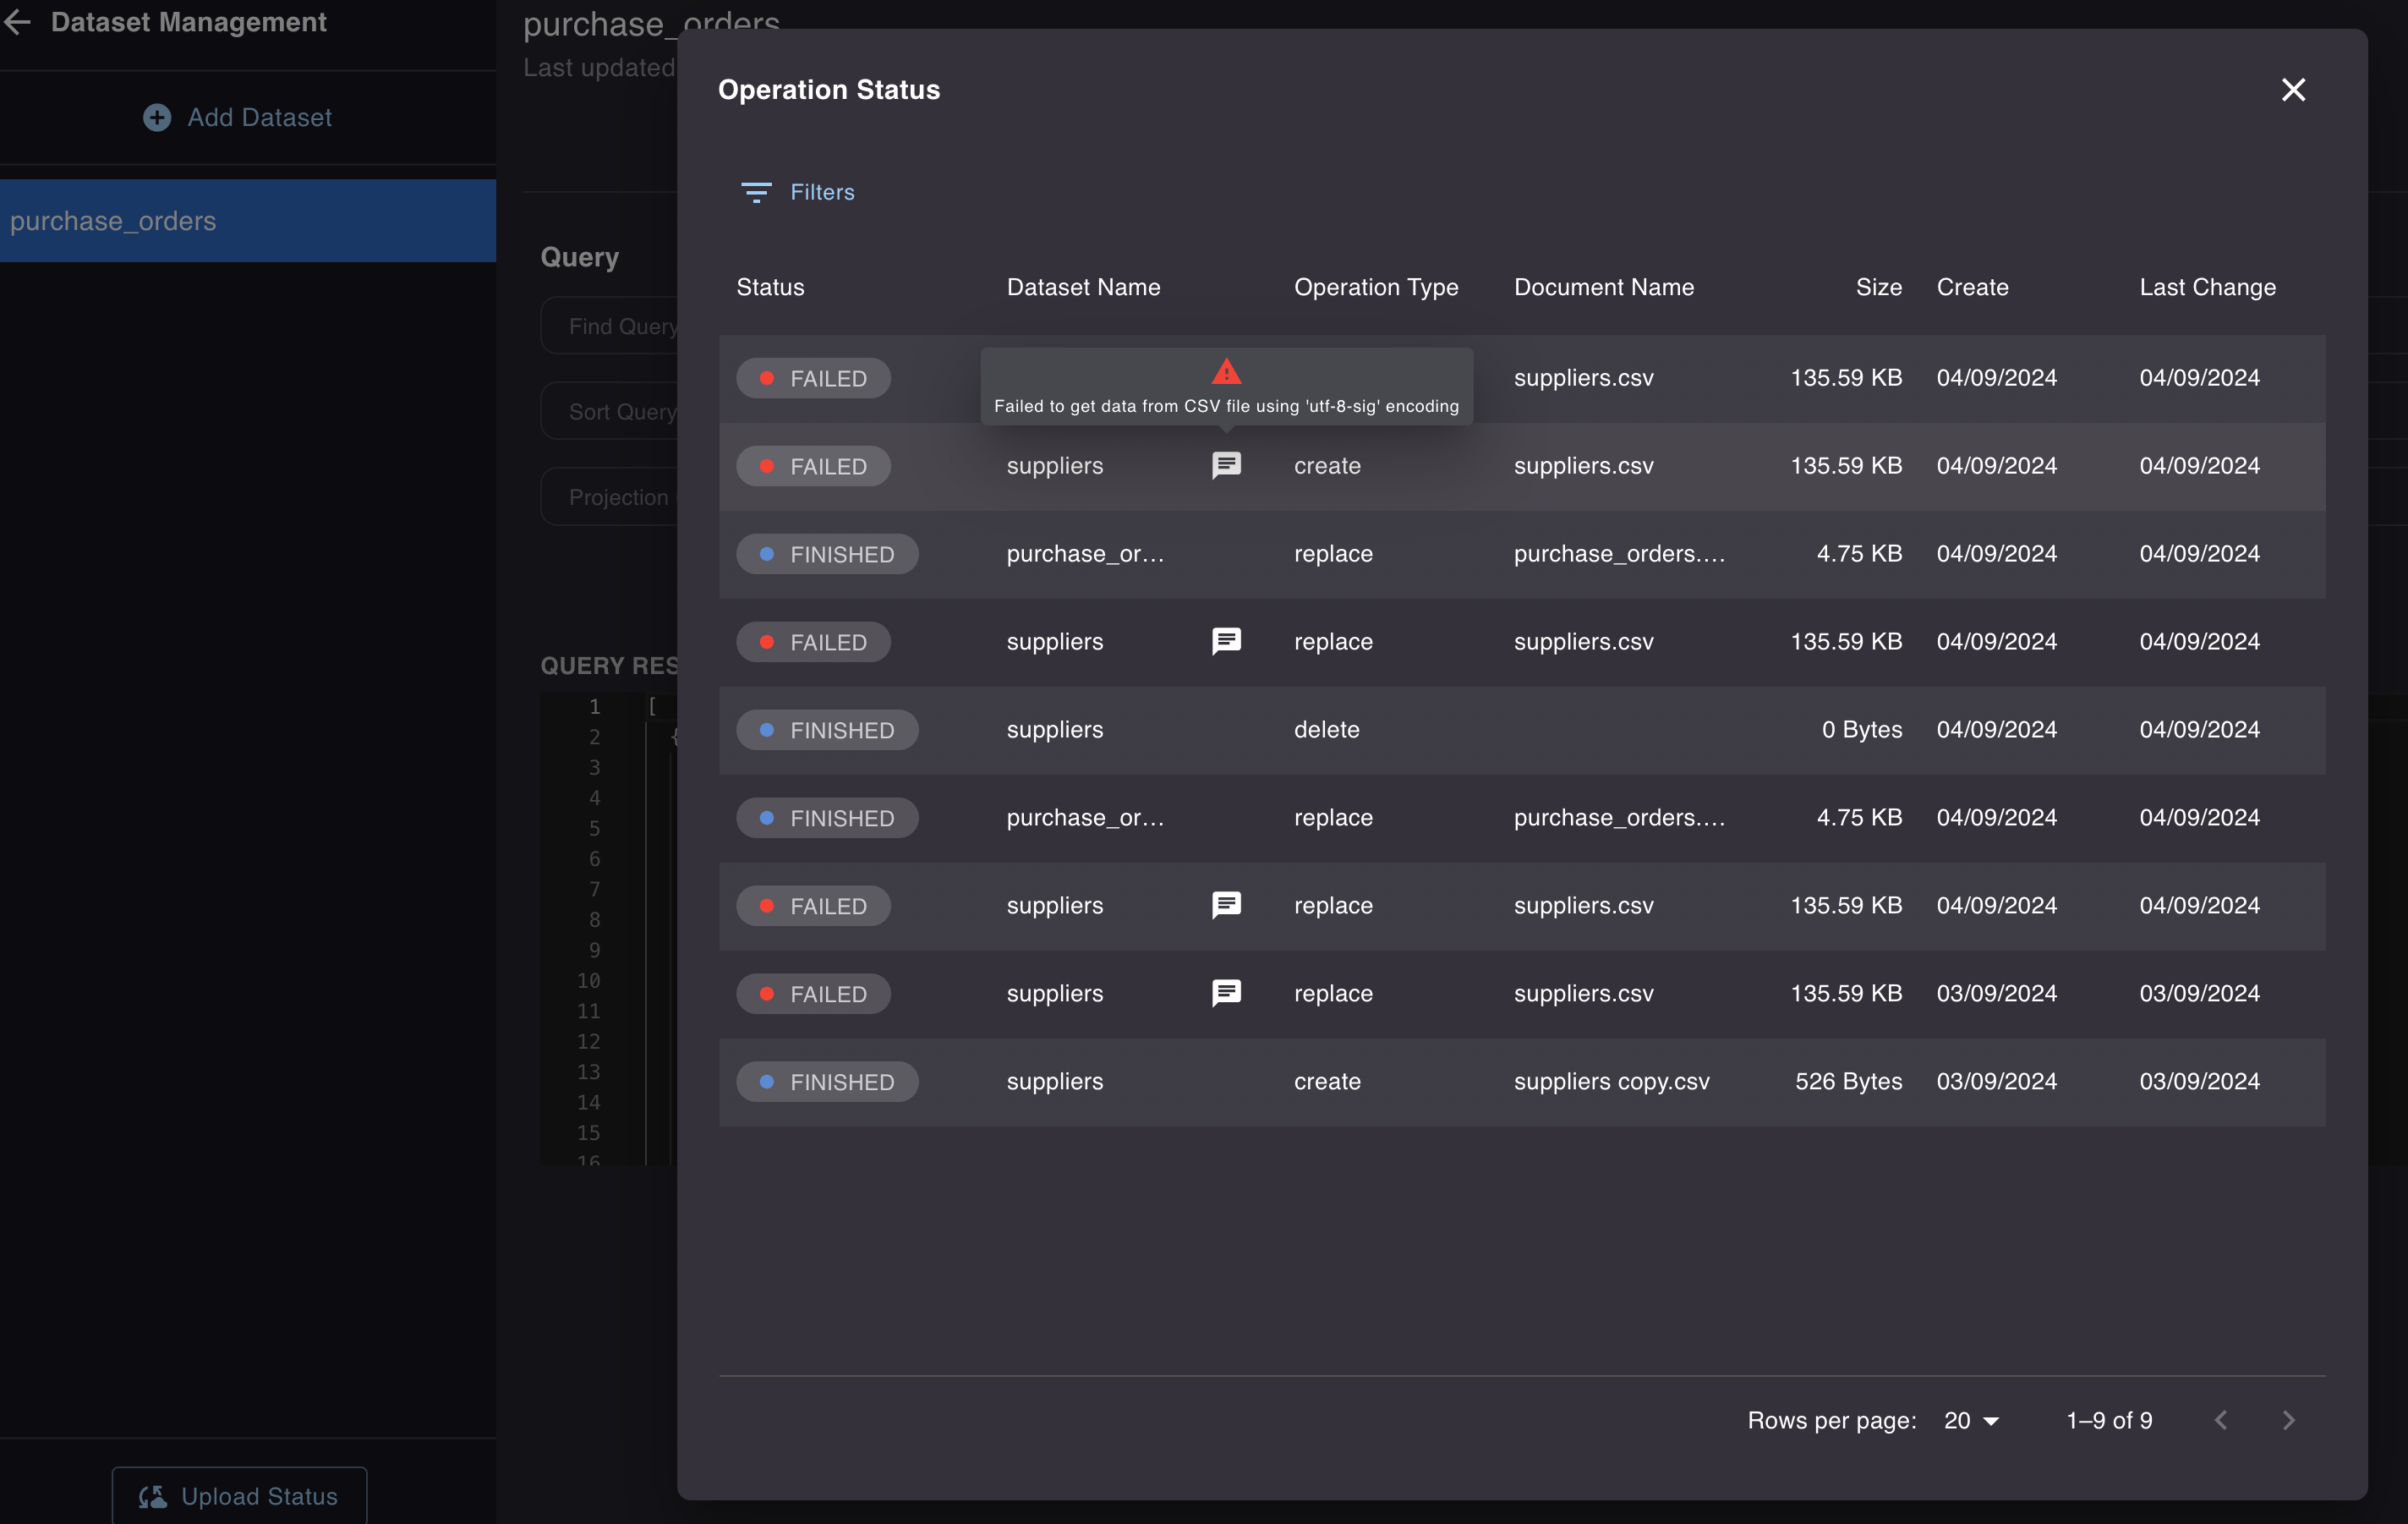 Dataset Management
Add Dataset
purchase_orders
Upload Status
purchase_orders
Last updated
Query
Find Query
Sort Query
Projection
QUERY RES
1 [
2 {
3
4
5
6
7
8
9
10
11
12
13
14
15
16
Operation Status
Filters
Status Dataset Name Operation Type Document Name Size Create Last Change
FAILED suppliers.csv 135.59 KB 04/09/2024 04/09/2024
Failed to get data from CSV file using 'utf-8-sig' encoding
FAILED suppliers create suppliers.csv 135.59 KB 04/09/2024 04/09/2024
FINISHED purchase_or... replace purchase_orders.... 4.75 KB 04/09/2024 04/09/2024
FAILED suppliers replace suppliers.csv 135.59 KB 04/09/2024 04/09/2024
FINISHED suppliers delete 0 Bytes 04/09/2024 04/09/2024
FINISHED purchase_or... replace purchase_orders.... 4.75 KB 04/09/2024 04/09/2024
FAILED suppliers replace suppliers.csv 135.59 KB 04/09/2024 04/09/2024
FAILED suppliers replace suppliers.csv 135.59 KB 03/09/2024 03/09/2024
FINISHED suppliers create suppliers copy.csv 526 Bytes 03/09/2024 03/09/2024
Rows per page: 20 1–9 of 9